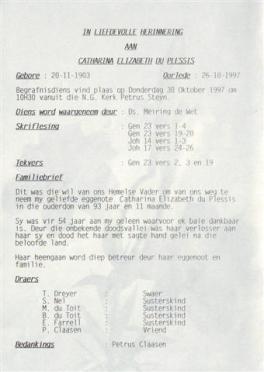 IN LIEFDEVOLLE HERINNERING
AAN
CATHARINA ELIZABETH DU PLESSIS
Gebore : 20-11-1903 Oorlede : 26-10-1997
Begrafnisdiens vind plaas op Donderdag 30 Oktober 1997 om
10H30 vanuit die N.G. Kerk Petrus Steyn.
Diens word waargeneem deur : Ds. Meiring de Wet
Skriflesing : Gen 23 vers 1-4
: Gen 23 vers 19-20
: Joh 14 vers 1-3
: Joh 17 vers 24-26
Teksvers : Gen 23 vers 2, 3 en 19
Familiebrief
Dit was die wil van ons Hemelse Vader om van ons weg te
neem my geliefde eggenote. Catharina Elizabeth du Plessis
in die ouderdom van 93 jaar en 11 maande.
Sy was vir 54 jaar aan my geleen waarvoor ek baie dankbaar
is. Deur die onbekende doodsvallei was haar verlosser aan
haar sy en dood het haar met sagte hand gelei na die
beloofde land.
Haar heengaan word diep betreur deur haar eggenoot en
familie.
Draers
T. Dreyer : Swaer
S. Nel : Susterskind
M. du Toit : Susterskind
B. du Toit : Susterskind
E. Farrell : Susterskind
P. Claasen : Vriend
Bedankings : Petrus Claasen